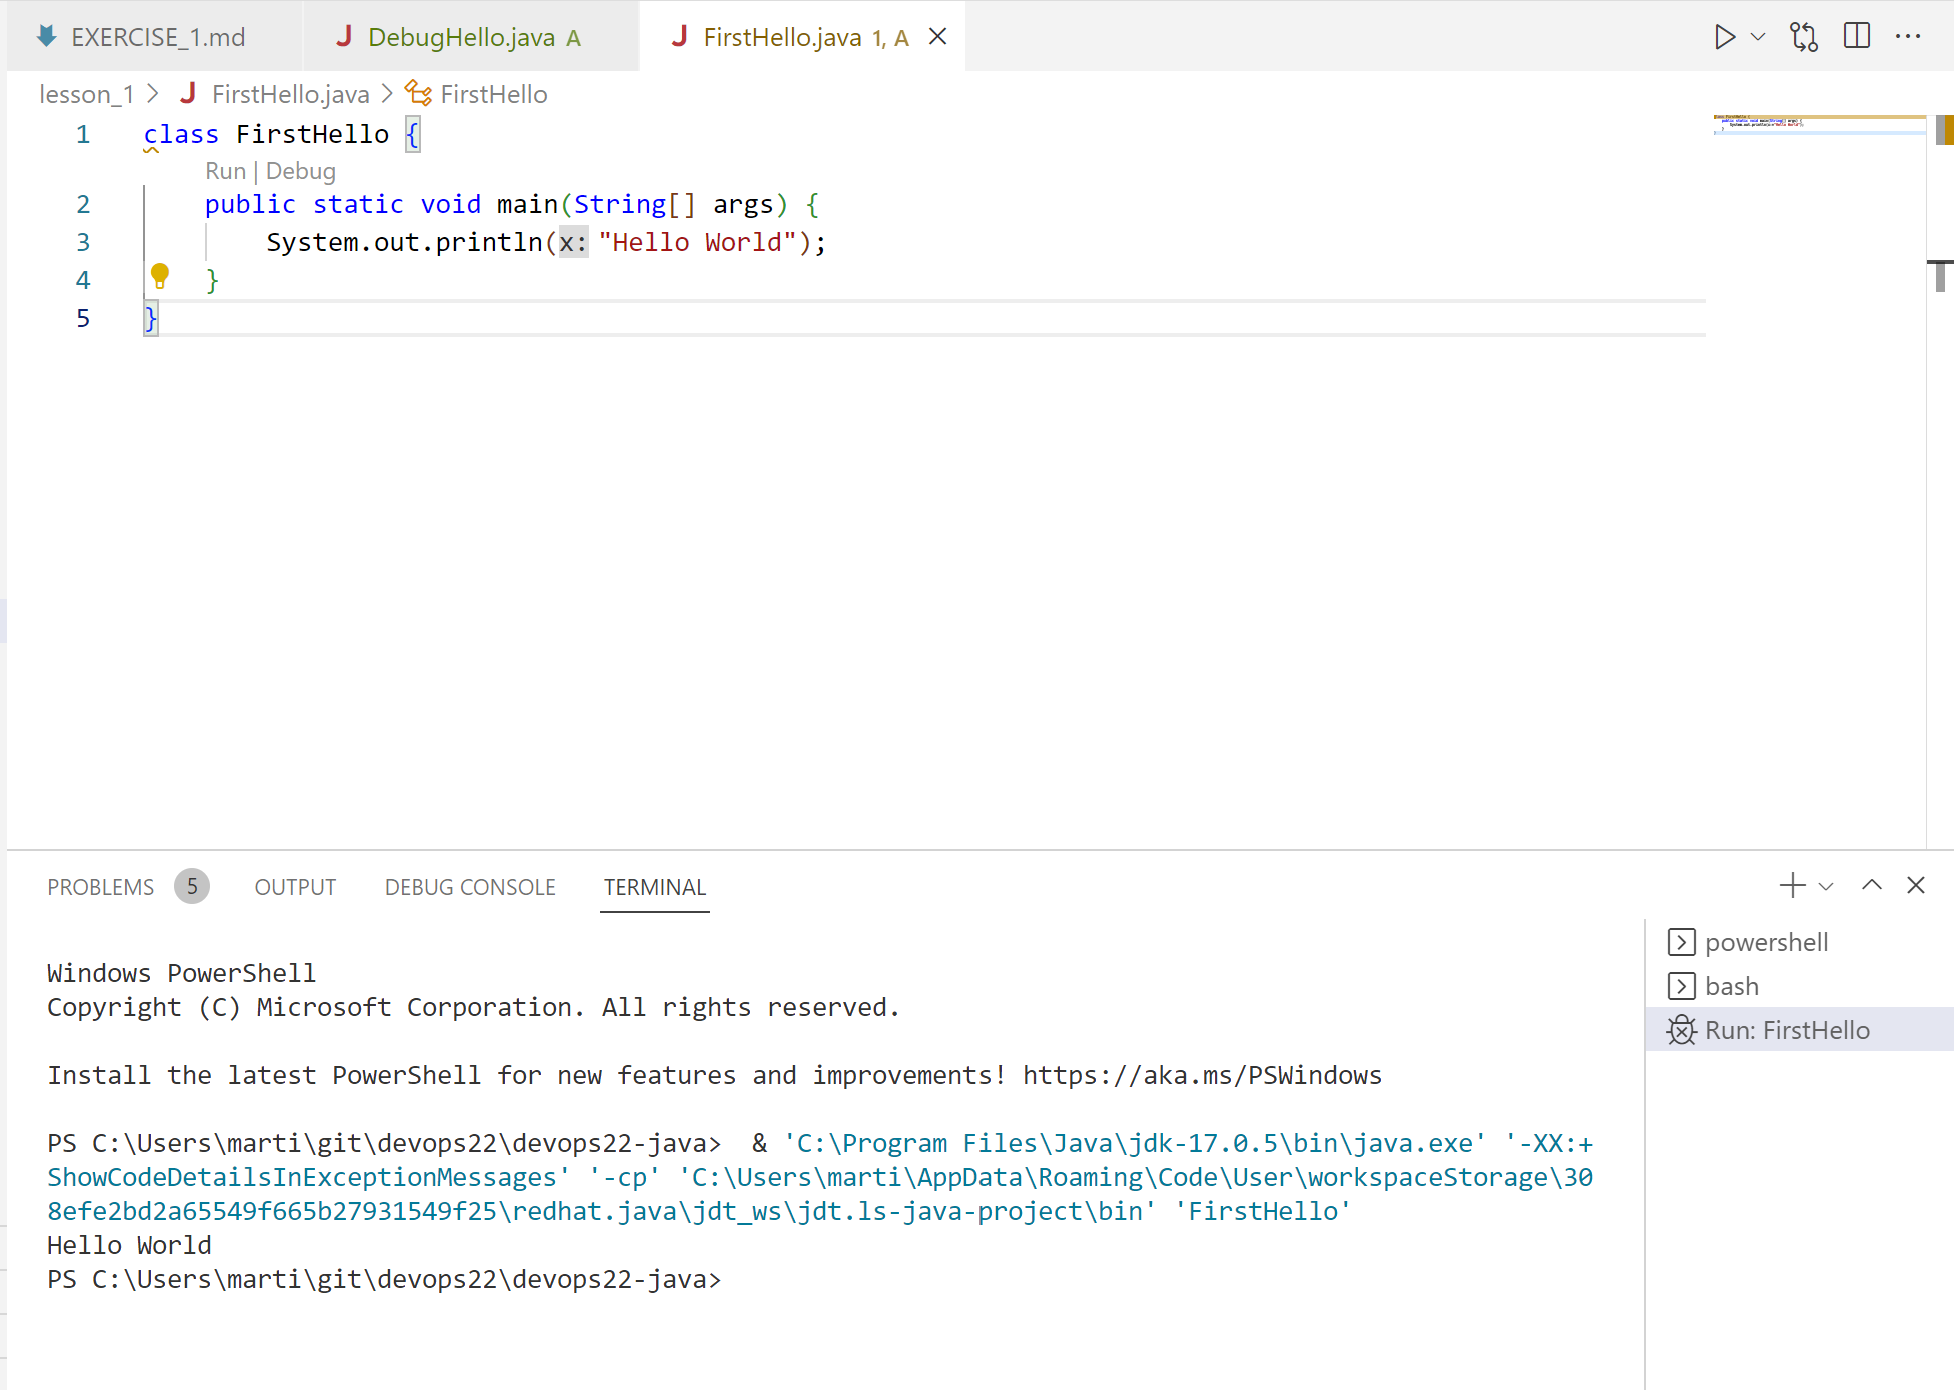 EXERCISE_1.md DebugHello.java A FirstHello.java 1, A
lesson_1 > FirstHello.java > FirstHello
1 class FirstHello {
Run | Debug
2 public static void main(String[] args) {
3 System.out.println(x: "Hello World");
4 }
5 }
PROBLEMS 5 OUTPUT DEBUG CONSOLE TERMINAL
Windows PowerShell
Copyright (C) Microsoft Corporation. All rights reserved.
Install the latest PowerShell for new features and improvements! https://aka.ms/PSWindows
PS C:\Users\marti\git\devops22\devops22-java>  & 'C:\Program Files\Java\jdk-17.0.5\bin\java.exe' '-XX:+
ShowCodeDetailsInExceptionMessages' '-cp' 'C:\Users\marti\AppData\Roaming\Code\User\workspaceStorage\30
8efe2bd2a65549f665b27931549f25\redhat.java\jdt_ws\jdt.ls-java-project\bin' 'FirstHello'
Hello World
PS C:\Users\marti\git\devops22\devops22-java>
powershell
bash
Run: FirstHello